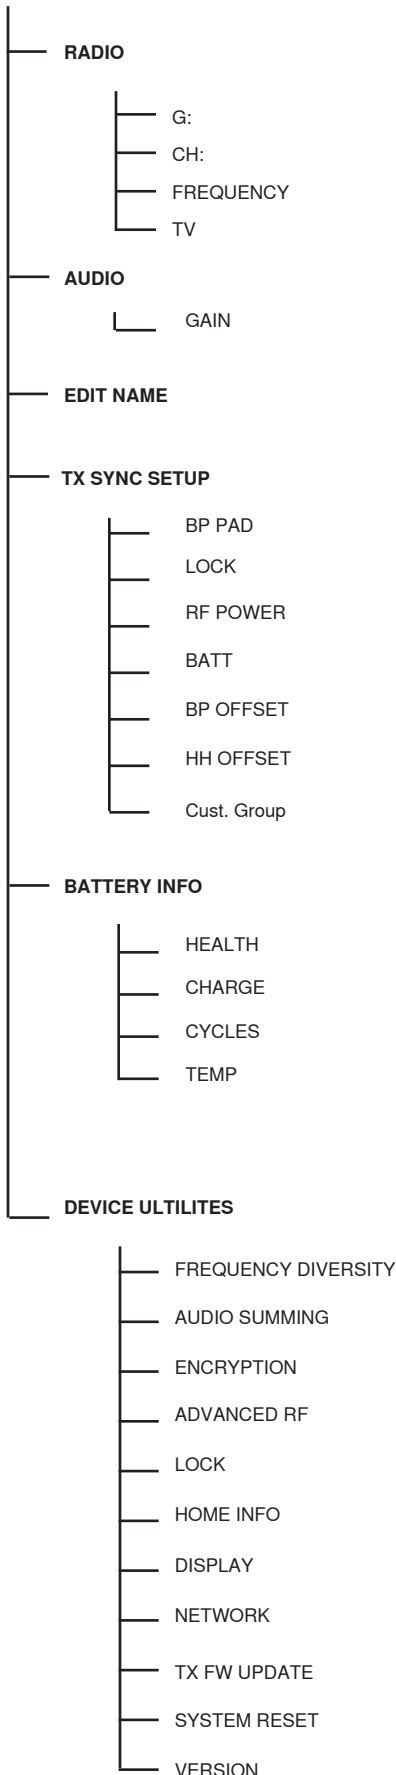 RADIO
G:
CH:
FREQUENCY
TV
AUDIO
GAIN
EDIT NAME
TX SYNC SETUP
BP PAD
LOCK
RF POWER
BATT
BP OFFSET
HH OFFSET
Cust. Group
BATTERY INFO
HEALTH
CHARGE
CYCLES
TEMP
DEVICE ULTILITES
FREQUENCY DIVERSITY
AUDIO SUMMING
ENCRYPTION
ADVANCED RF
LOCK
HOME INFO
DISPLAY
NETWORK
TX FW UPDATE
SYSTEM RESET
VERSION